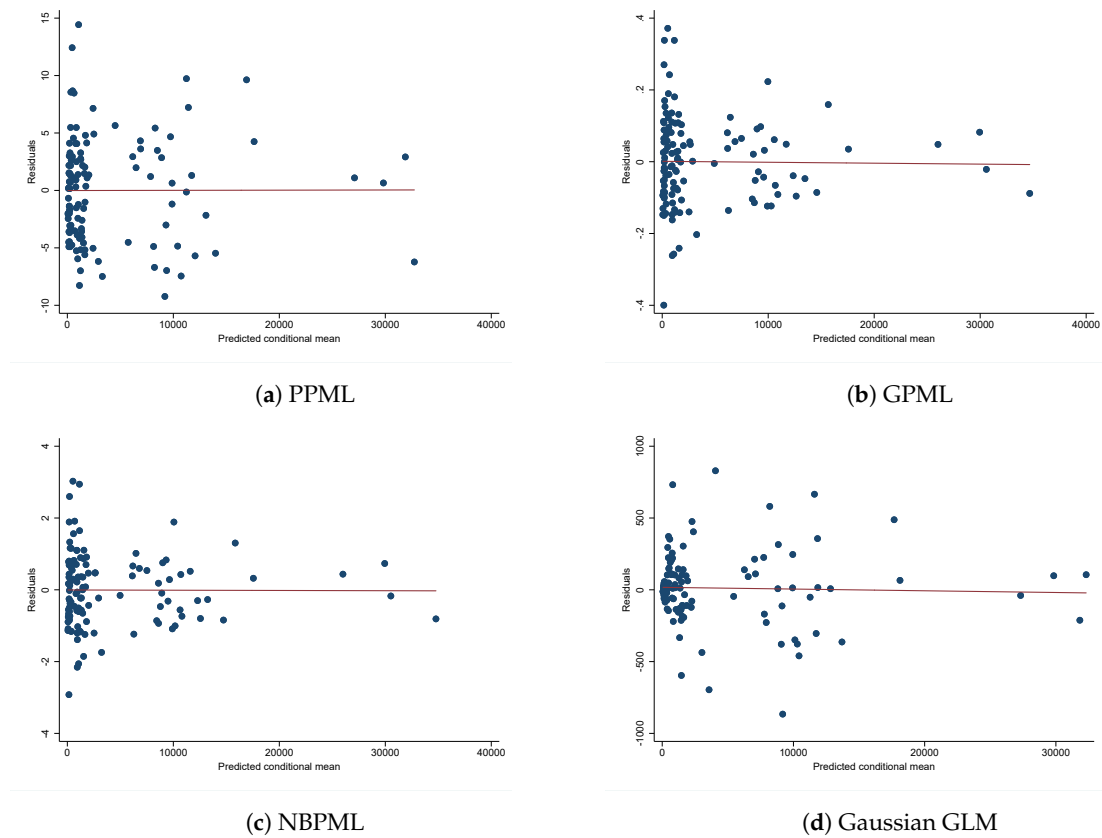 15
10
5
0
-5
-10
Residuals
0 10000 20000 30000 40000
Predicted conditional mean
(a) PPML
.4
.2
0
-.2
-.4
Residuals
0 10000 20000 30000 40000
Predicted conditional mean
(b) GPML
4
2
0
-2
-4
Residuals
0 10000 20000 30000 40000
Predicted conditional mean
(c) NBPML
1000
500
0
-500
-1000
Residuals
0 10000 20000 30000
Predicted conditional mean
(d) Gaussian GLM